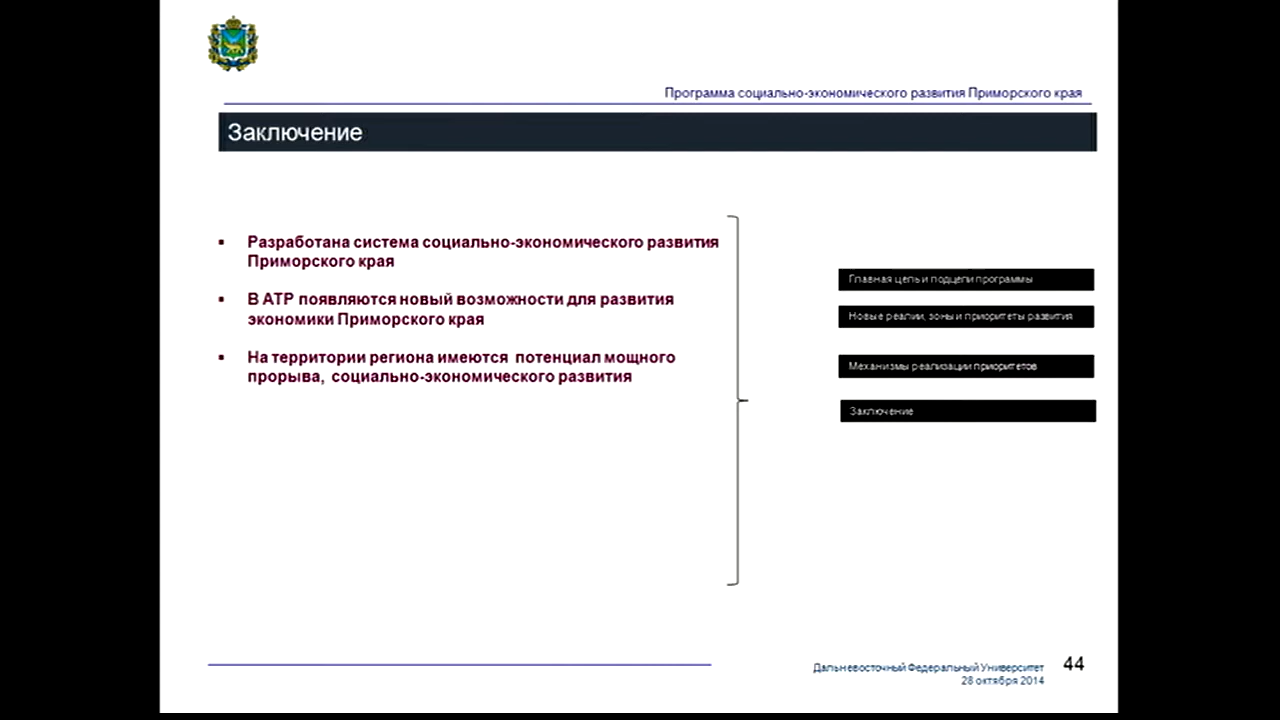 Программа социально-экономического развития Приморского края
Заключение
▪ Разработана система социально-экономического развития
Приморского края
▪ В АТР появляются новый возможности для развития
экономики Приморского края
▪ На территории региона имеются потенциал мощного
прорыва, социально-экономического развития
Главная цель и подцели программы
Новые реалии, зоны и приоритеты развития
Механизмы реализации приоритетов
Заключение
Дальневосточный Федеральный Университет
28 октября 2014
44